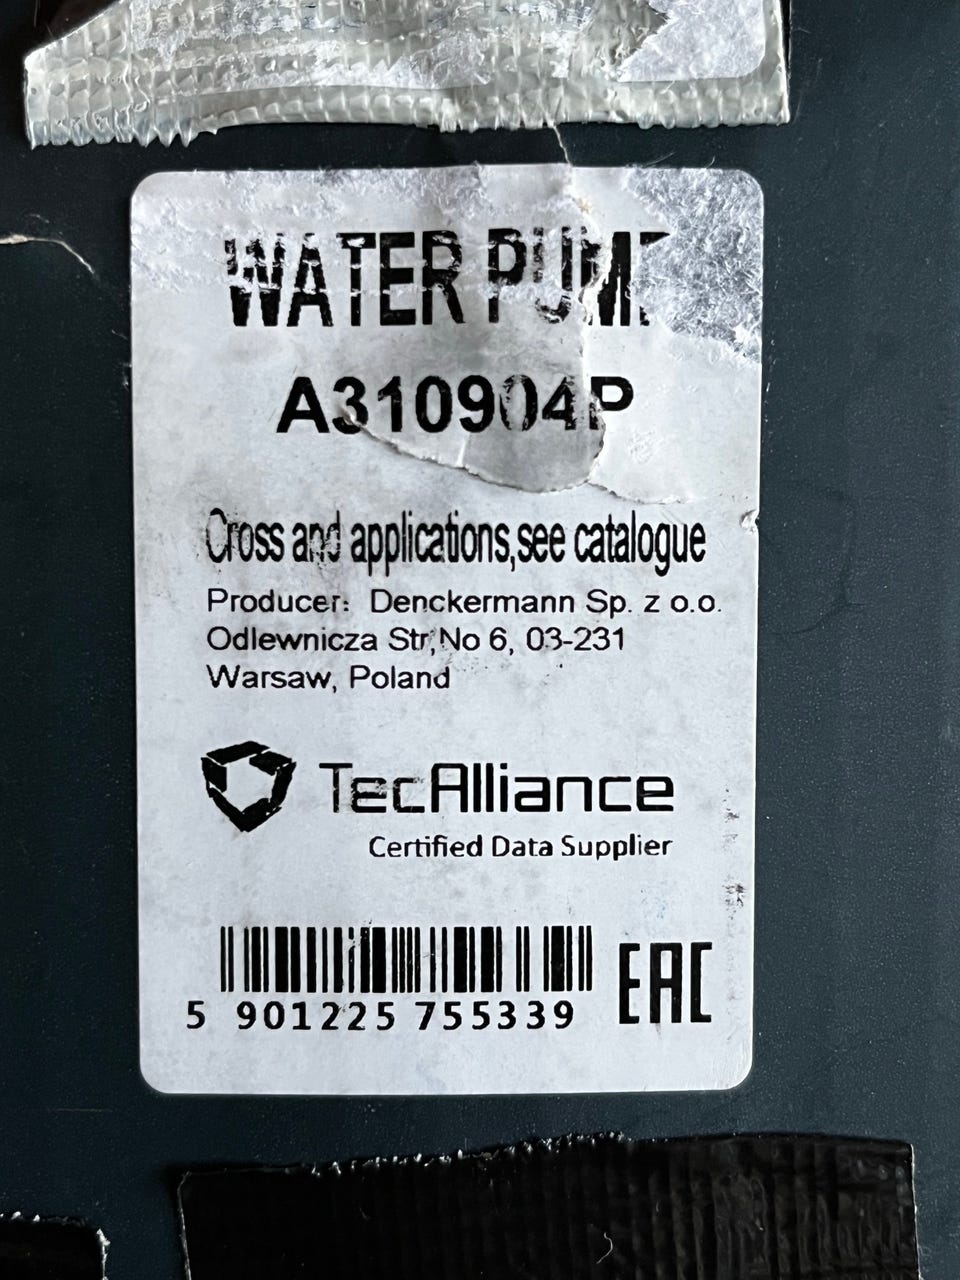 WATER PUMP
A310904P
Cross and applications,see catalogue
Producer: Denckermann Sp. z o.o.
Odlewnicza Str,No 6, 03-231
Warsaw, Poland
TecAlliance
Certified Data Supplier
5 901225 755339
EAC